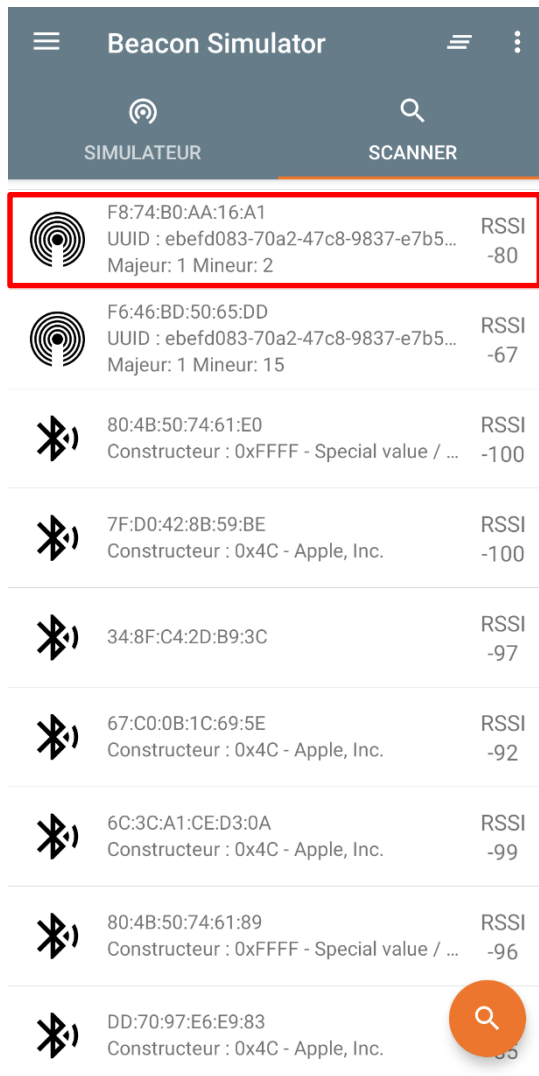 Beacon Simulator
SIMULATEUR
SCANNER
F8:74:B0:AA:16:A1
UUID : ebefd083-70a2-47c8-9837-e7b5...
Majeur: 1 Mineur: 2
RSSI
-80
F6:46:BD:50:65:DD
UUID : ebefd083-70a2-47c8-9837-e7b5...
Majeur: 1 Mineur: 15
RSSI
-67
80:4B:50:74:61:E0
Constructeur : 0xFFFF - Special value / ...
RSSI
-100
7F:D0:42:8B:59:BE
Constructeur : 0x4C - Apple, Inc.
RSSI
-100
34:8F:C4:2D:B9:3C
RSSI
-97
67:C0:0B:1C:69:5E
Constructeur : 0x4C - Apple, Inc.
RSSI
-92
6C:3C:A1:CE:D3:0A
Constructeur : 0x4C - Apple, Inc.
RSSI
-99
80:4B:50:74:61:89
Constructeur : 0xFFFF - Special value / ...
RSSI
-96
DD:70:97:E6:E9:83
Constructeur : 0x4C - Apple, Inc.